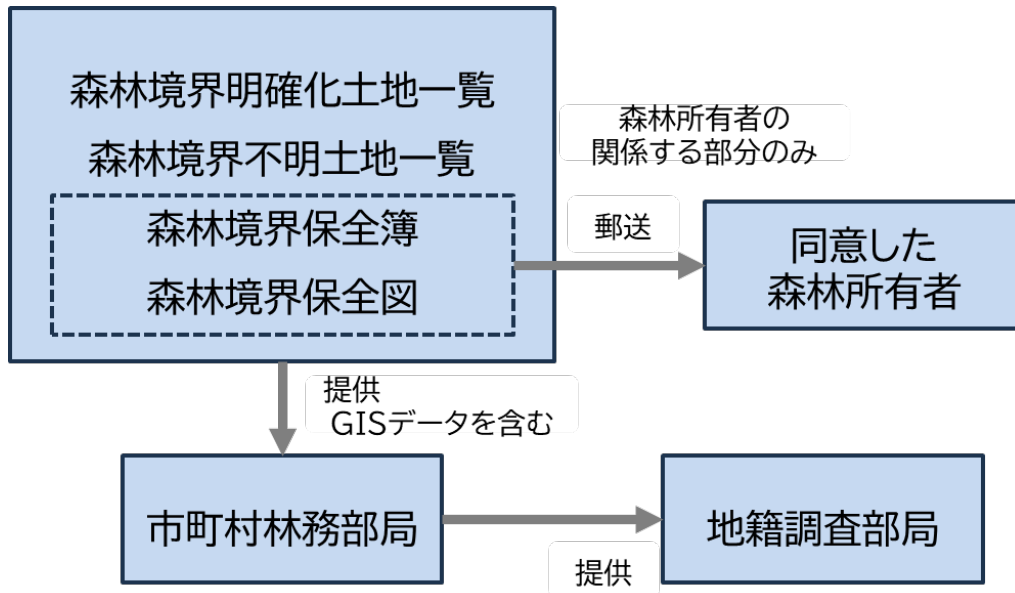 森林境界明確化土地一覧
森林境界不明土地一覧
森林境界保全簿
森林境界保全図
森林所有者の
関係する部分のみ
郵送
同意した
森林所有者
提供
GISデータを含む
市町村林務部局
提供
地籍調査部局